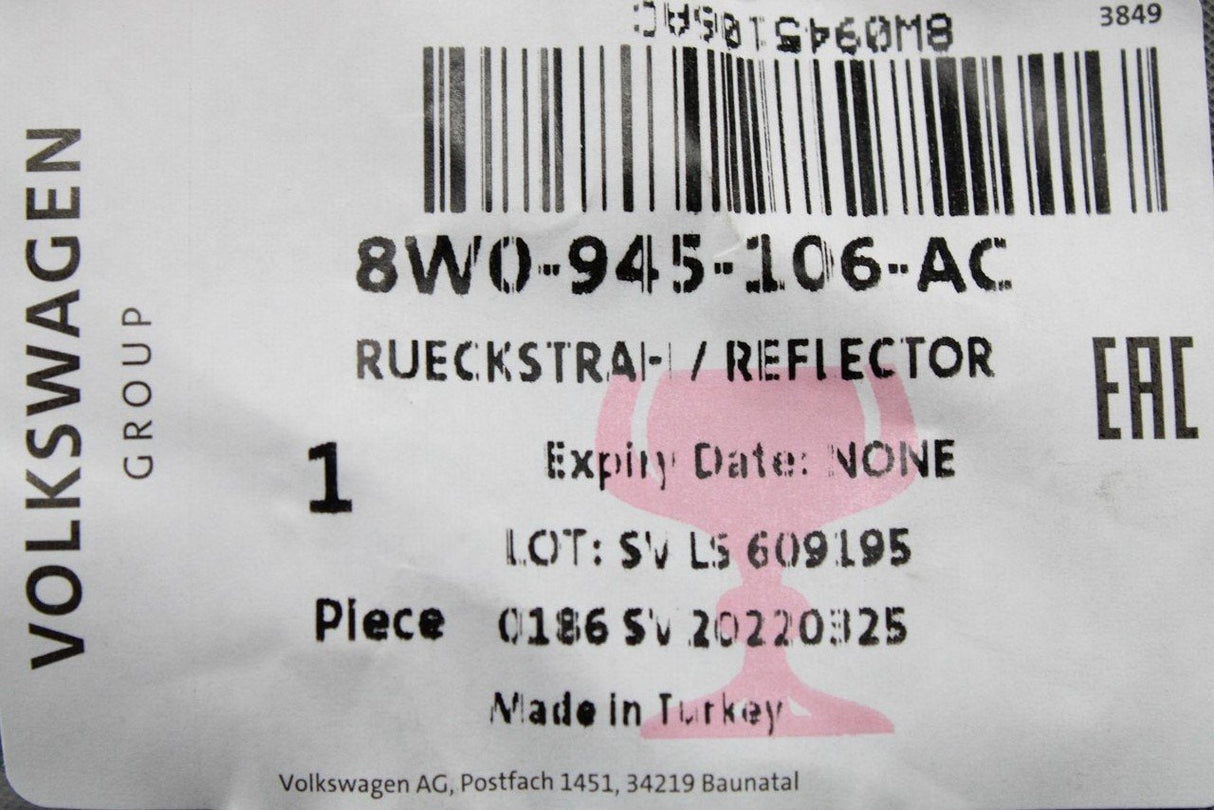 8W0945106AC
3849
8W0-945-106-AC
RUECKSTRAHL / REFLECTOR
EAC
1
Expiry Date: NONE
LOT: SV LS 609195
Piece
0186 SV 20220325
Made in Turkey
Volkswagen AG, Postfach 1451, 34219 Baunatal
VOLKSWAGEN
GROUP